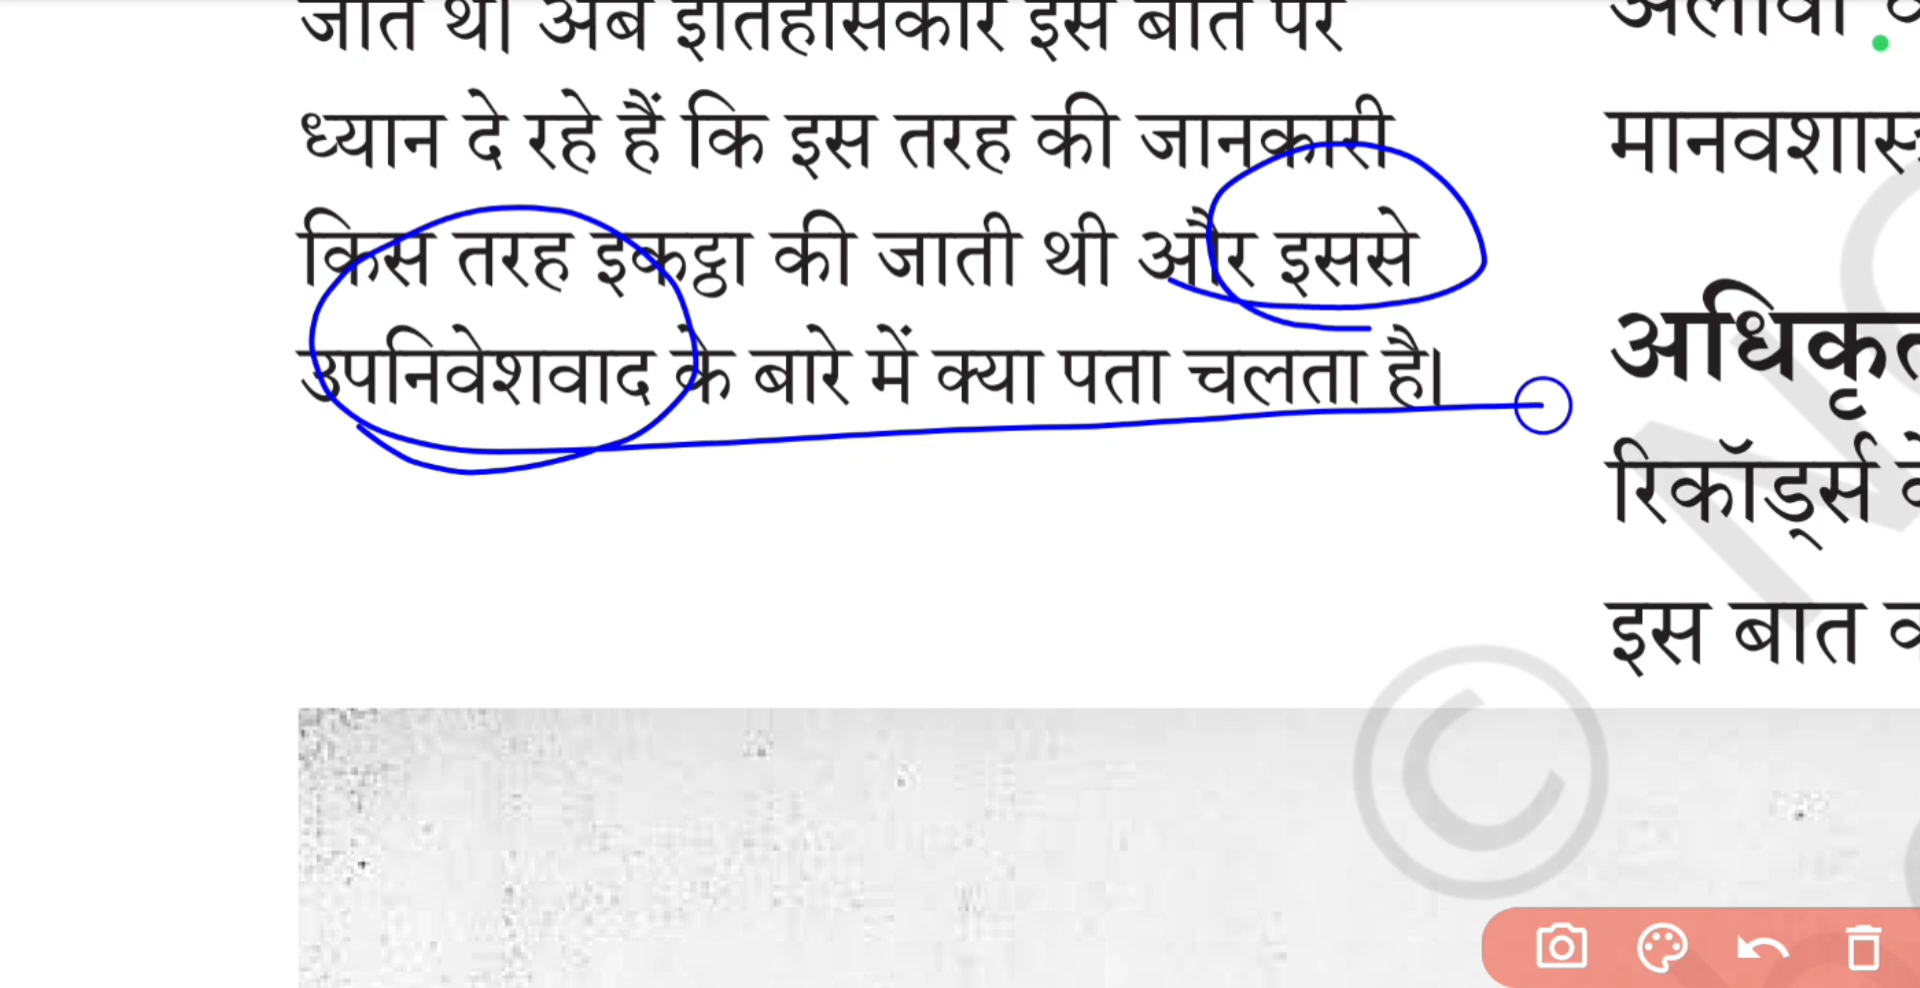 जाते थे। अब इतिहासकार इस बात पर
ध्यान दे रहे हैं कि इस तरह की जानकारी
किस तरह इकट्ठा की जाती थी और इससे
उपनिवेशवाद के बारे में क्या पता चलता है।
अलावा
मानवशास्
अधिकृत
रिकॉर्ड्स
इस बात
©